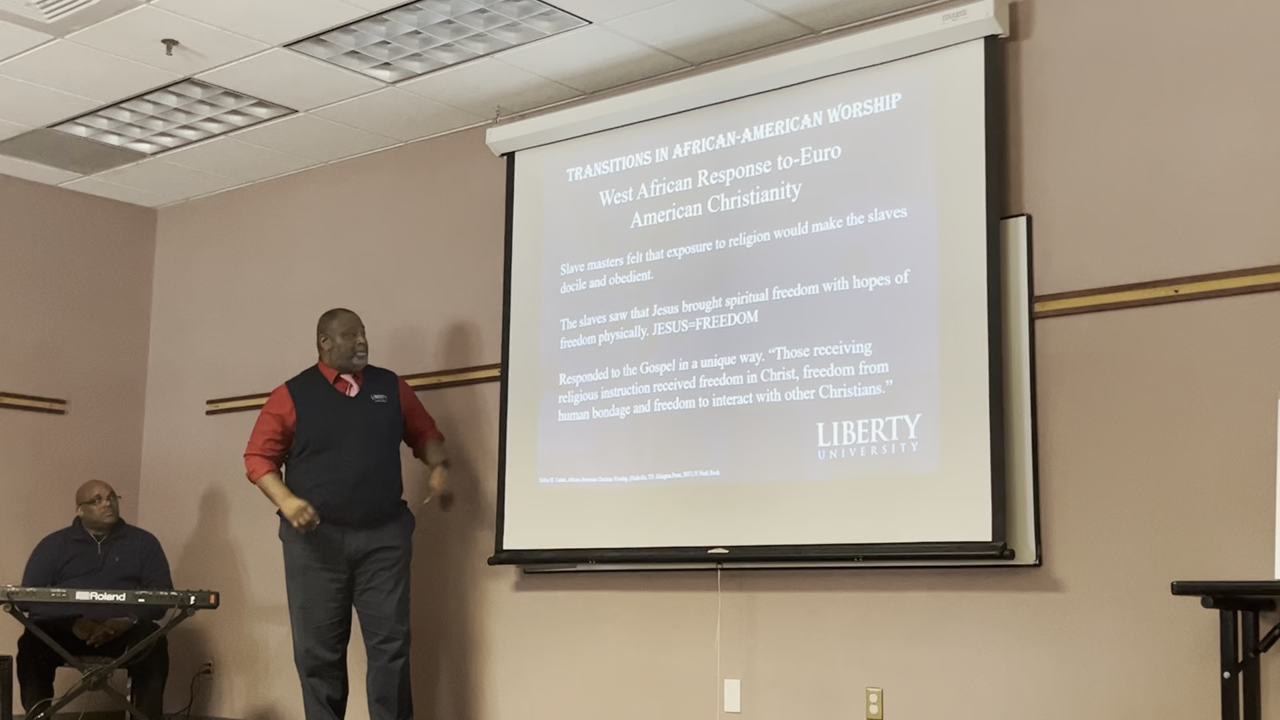 TRANSITIONS IN AFRICAN-AMERICAN WORSHIP
West African Response to-Euro
American Christianity
Slave masters felt that exposure to religion would make the slaves
docile and obedient.
The slaves saw that Jesus brought spiritual freedom with hopes of
freedom physically. JESUS=FREEDOM
Responded to the Gospel in a unique way. “Those receiving
religious instruction received freedom in Christ, freedom from
human bondage and freedom to interact with other Christians.”
LIBERTY
UNIVERSITY
LIBERTY
Roland